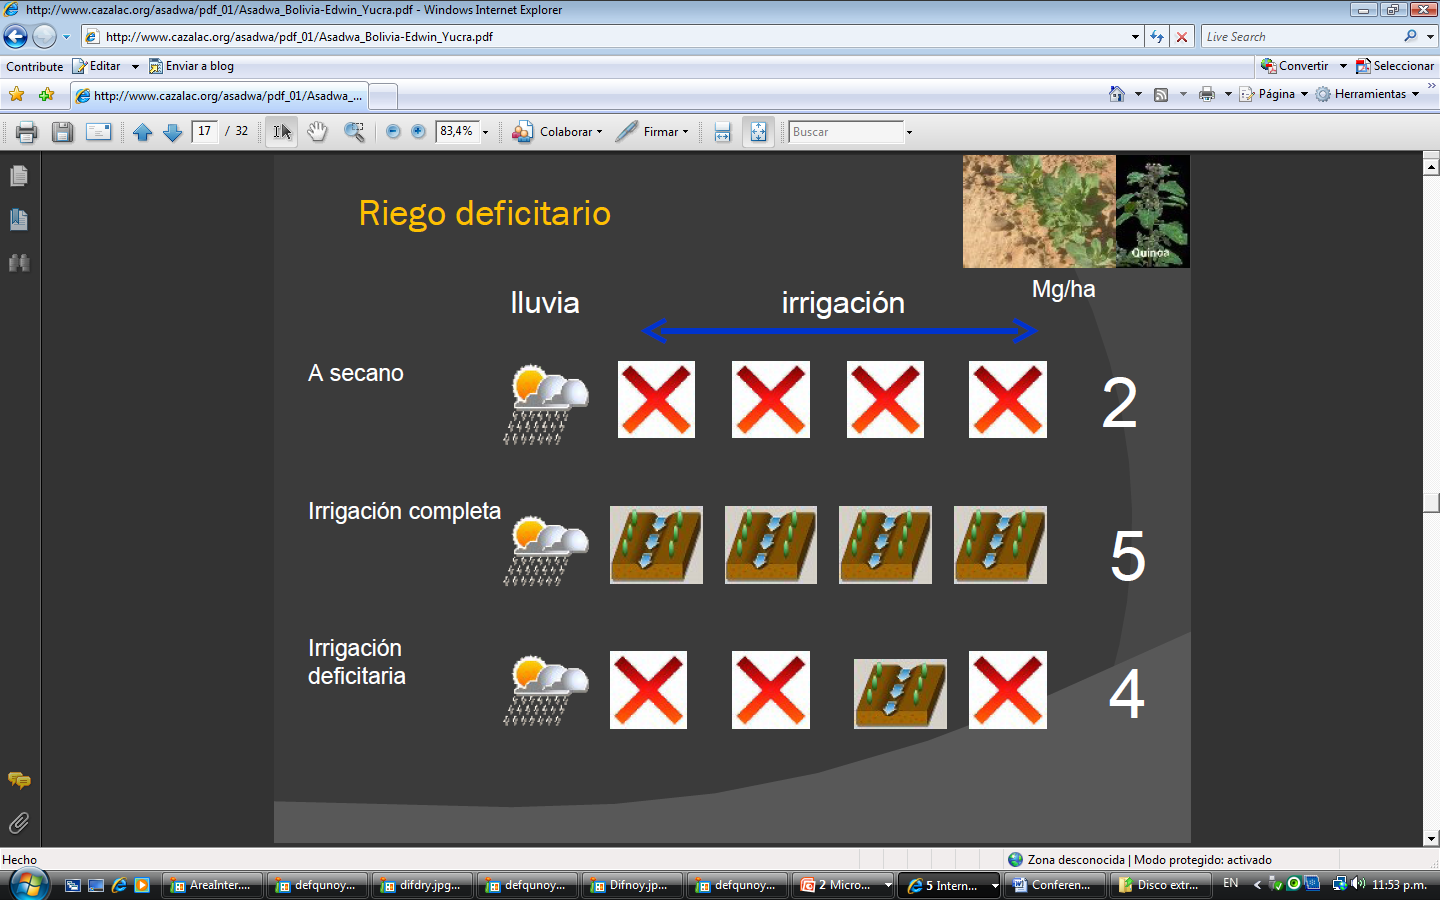 http://www.cazalac.org/asadwa/pdf_01/Asadwa_Bolivia-Edwin_Yucra.pdf - Windows Internet Explorer
http://www.cazalac.org/asadwa/pdf_01/Asadwa_Bolivia-Edwin_Yucra.pdf
Live Search
Contribute Editar Enviar a blog
Convertir Seleccionar
http://www.cazalac.org/asadwa/pdf_01/Asadwa_...
Página Herramientas
17 / 32 83,4% Colaborar Firmar Buscar
Riego deficitario
Quinoa
Mg/ha
lluvia irrigación
A secano
2
Irrigación completa
5
Irrigación
deficitaria
4
Hecho
Zona desconocida | Modo protegido: activado
AreaInter.... defqunoy... difdry.jpg... defqunoy... Difnoy.jp... defqunoy... 2 Micro... 5 Intern... Conferen... Disco extr... EN 11:53 p.m.